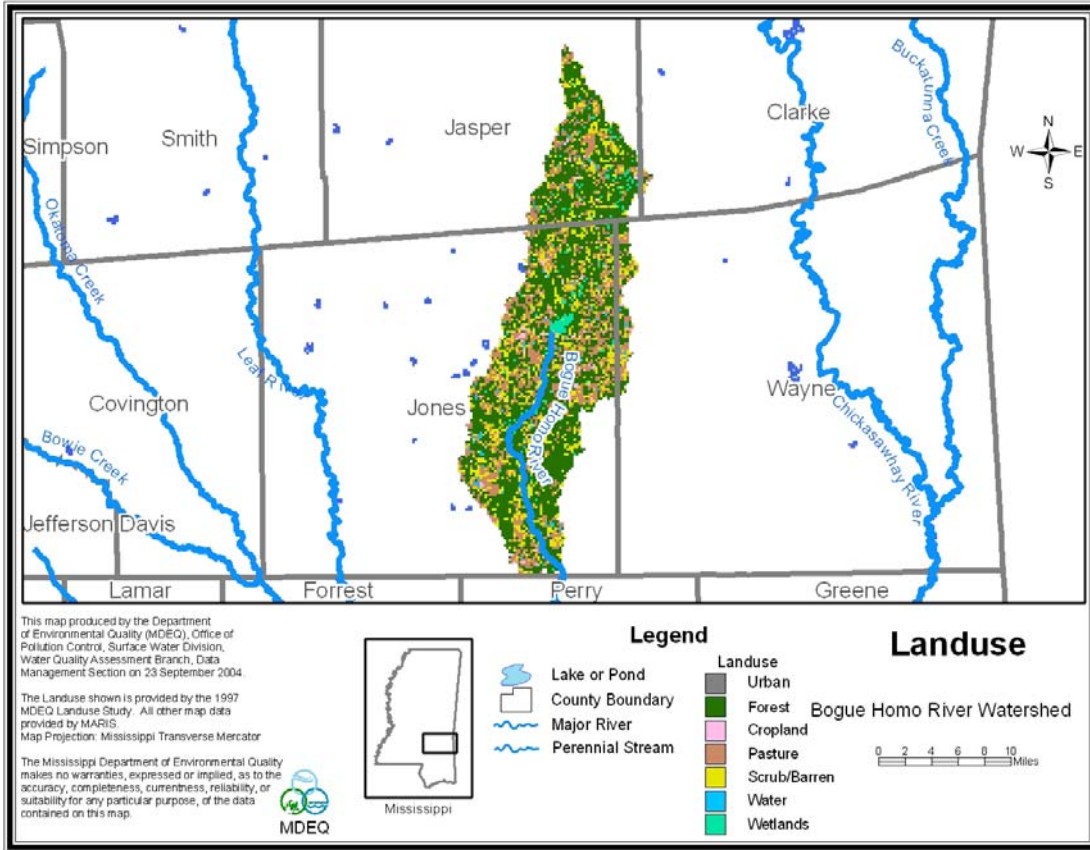 Simpson
Smith
Jasper
Clarke
Buckatunna Creek
N
W
E
S
Okatoma Creek
Leaf River
Covington
Jones
Bogue Homo River
Wayne
Chickasawhay River
Bowie Creek
Jefferson Davis
Lamar
Forrest
Perry
Greene
This map produced by the Department
of Environmental Quality (MDEQ), Office of
Pollution Control, Surface Water Division,
Water Quality Assessment Branch, Data
Management Section on 23 September 2004.
The Landuse shown is provided by the 1997
MDEQ Landuse Study. All other map data
provided by MARIS.
Map Projection: Mississippi Transverse Mercator
The Mississippi Department of Environmental Quality
makes no warranties, expressed or implied, as to the
accuracy, completeness, currentness, reliability, or
suitability for any particular purpose, of the data
contained on this map.
MDEQ
Mississippi
Legend
Lake or Pond
County Boundary
Major River
Perennial Stream
Landuse
Urban
Forest
Cropland
Pasture
Scrub/Barren
Water
Wetlands
Landuse
Bogue Homo River Watershed
0 2 4 6 8 10
Miles